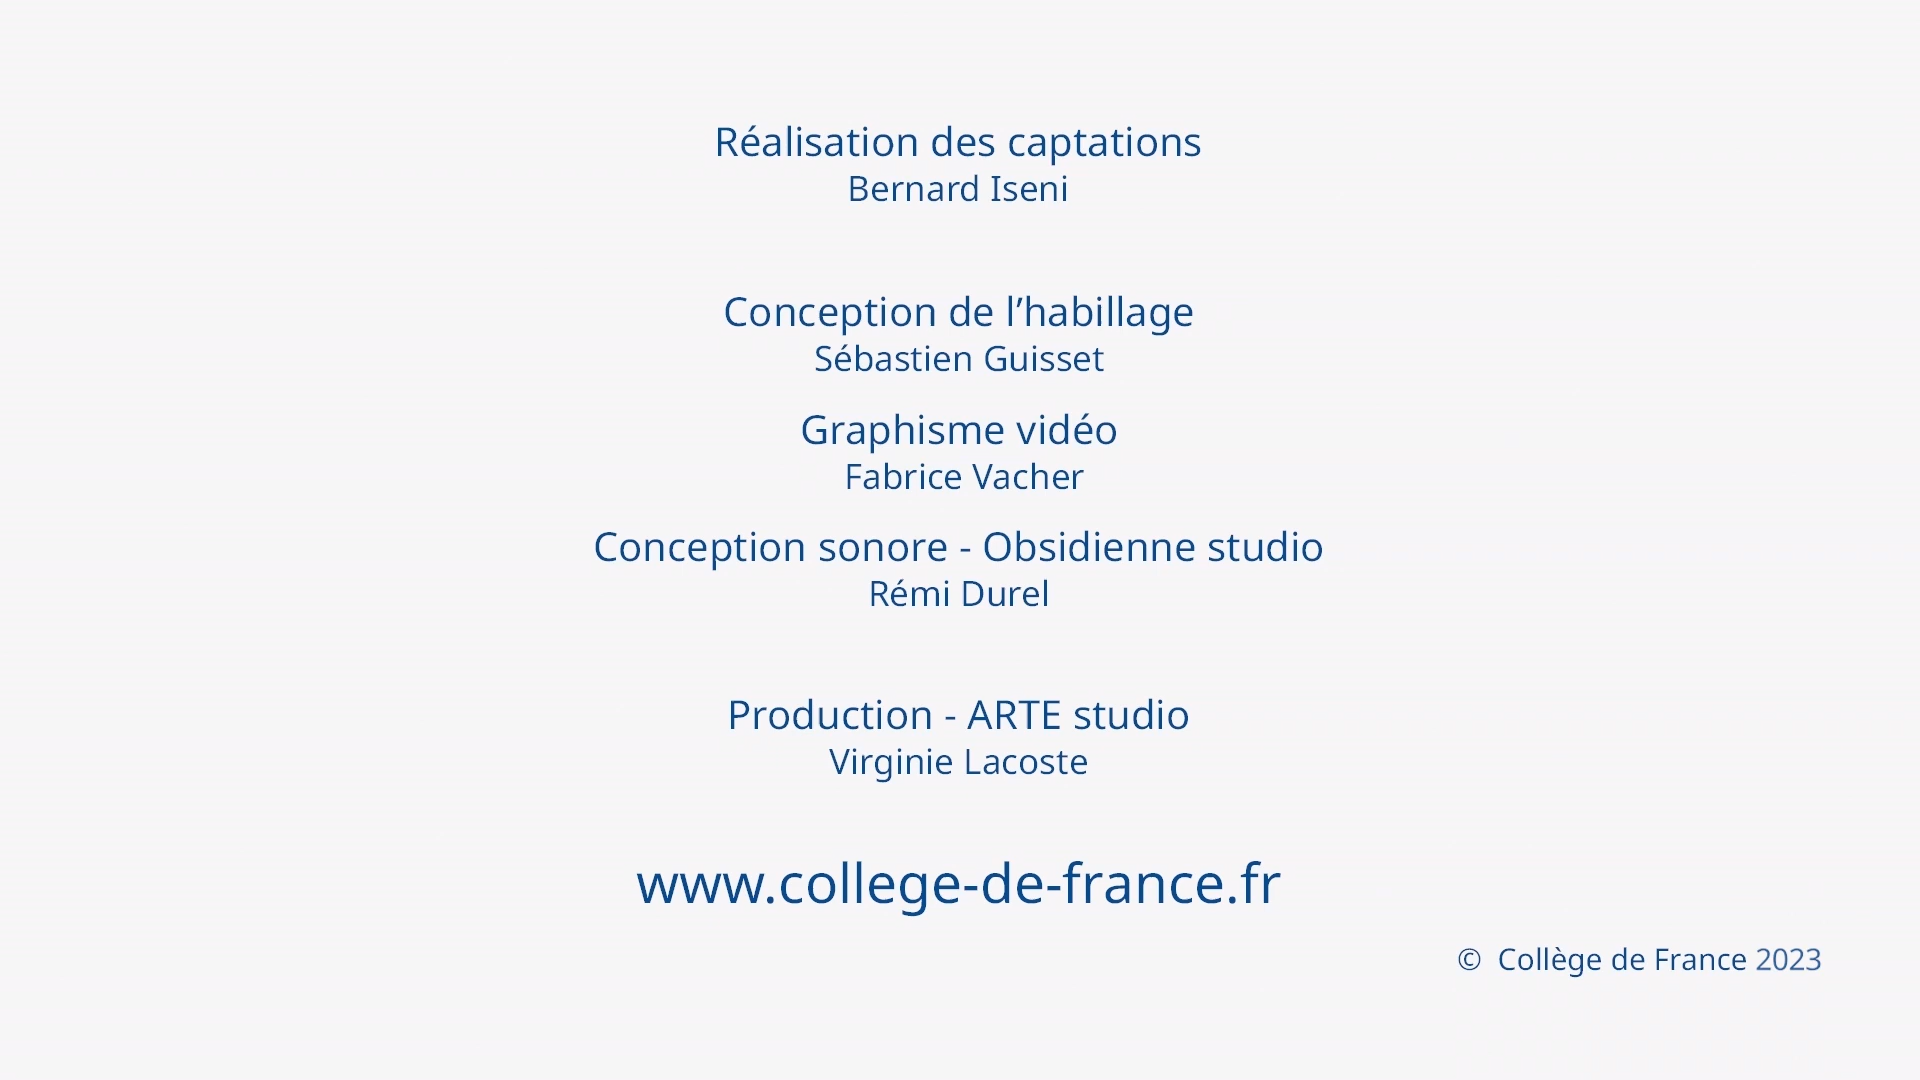 Réalisation des captations
Bernard Iseni
Conception de l’habillage
Sébastien Guisset
Graphisme vidéo
Fabrice Vacher
Conception sonore - Obsidienne studio
Rémi Durel
Production - ARTE studio
Virginie Lacoste
www.college-de-france.fr
© Collège de France 2023